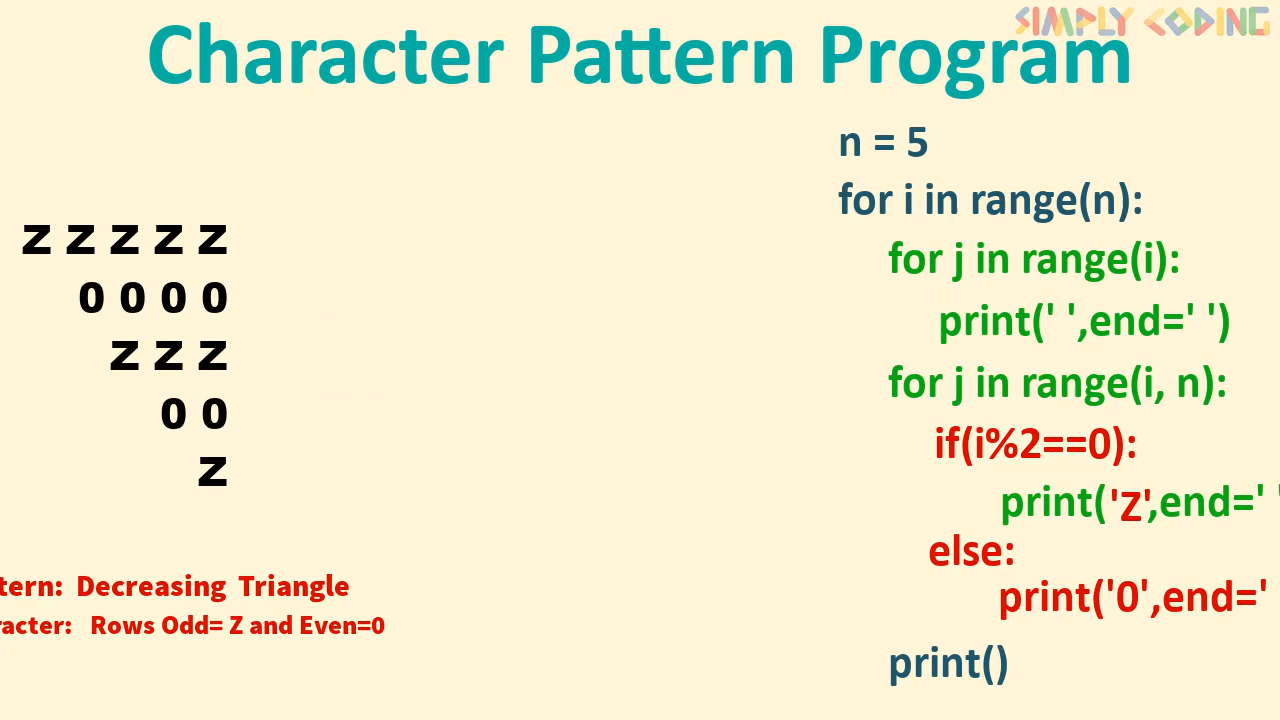 SIMPLY CODING
Character Pattern Program
Z Z Z Z Z
0 0 0 0
Z Z Z
0 0
Z
tern: Decreasing Triangle
racter: Rows Odd= Z and Even=0
n = 5
for i in range(n):
for j in range(i):
print(' ',end=' ')
for j in range(i, n):
if(i%2==0):
print('Z',end=' '
else:
print('0',end='
print()